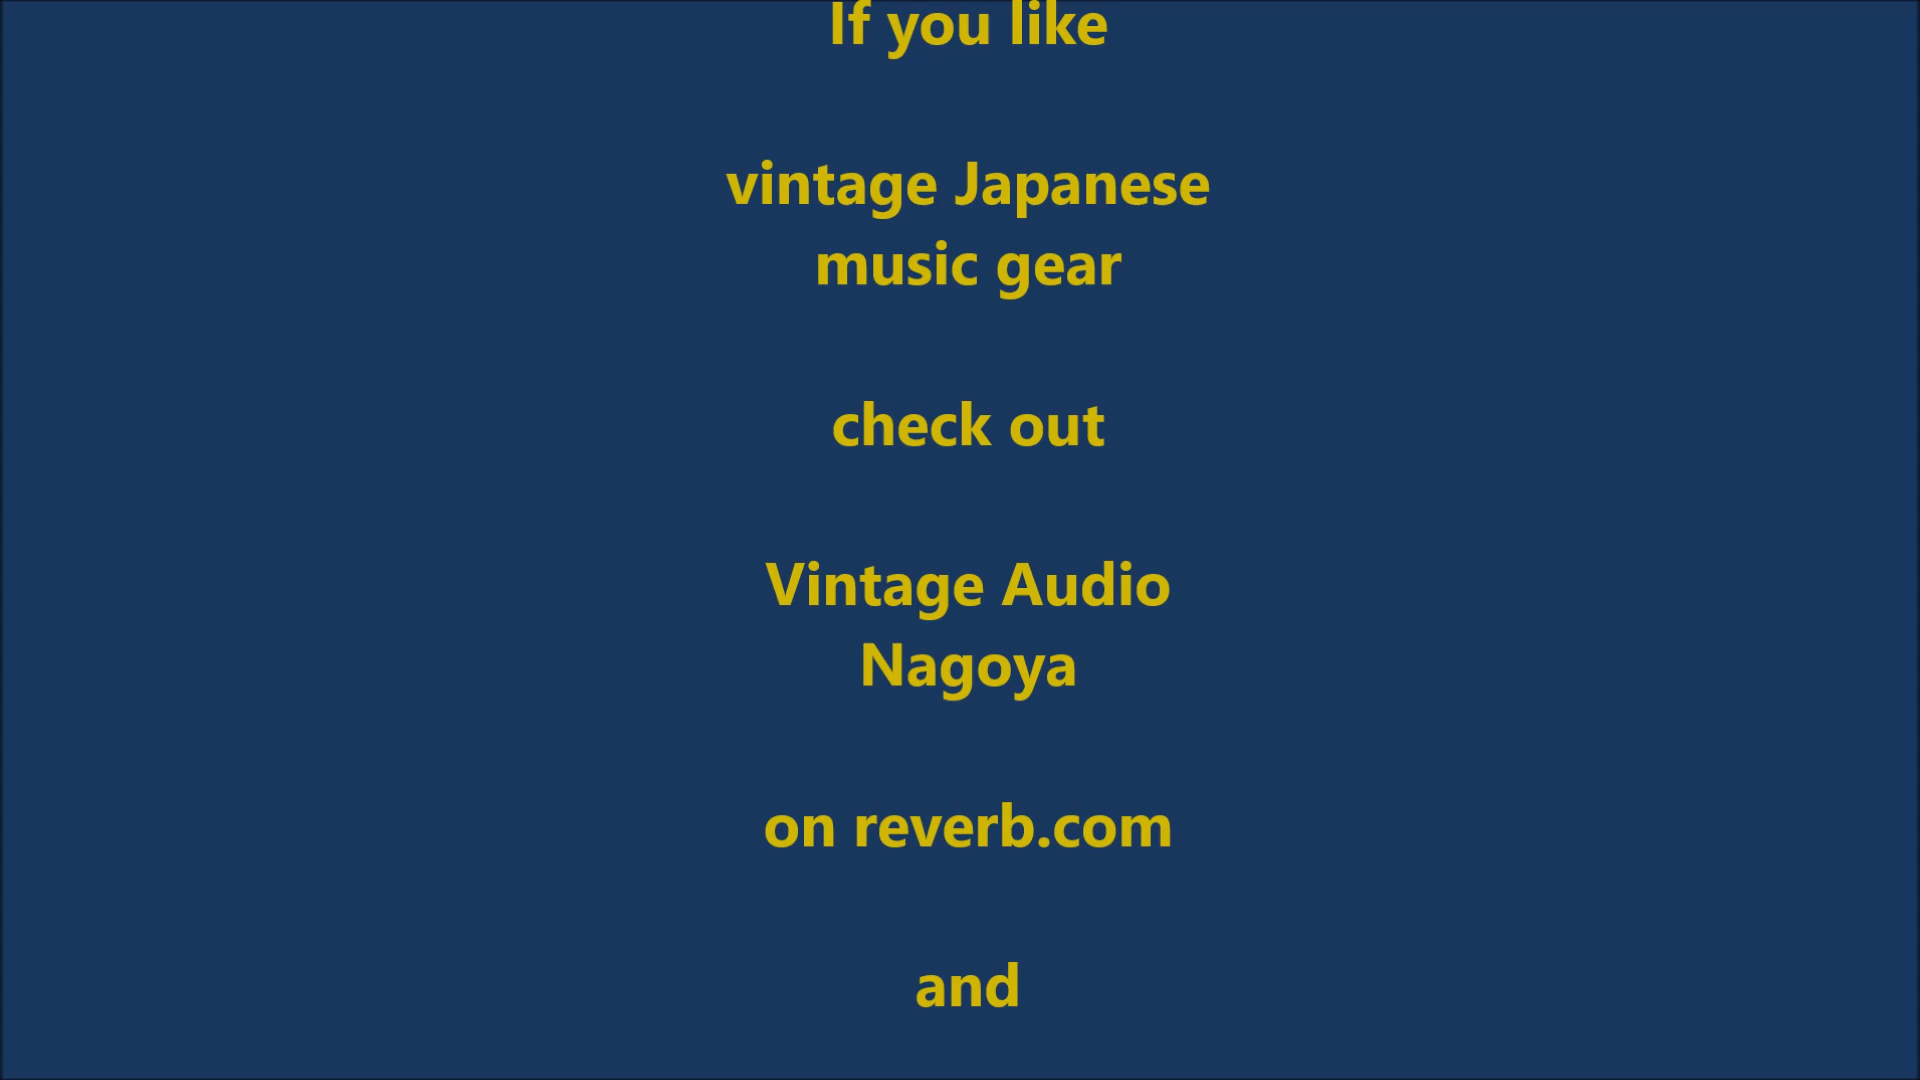 If you like
vintage Japanese
music gear
check out
Vintage Audio
Nagoya
on reverb.com
and